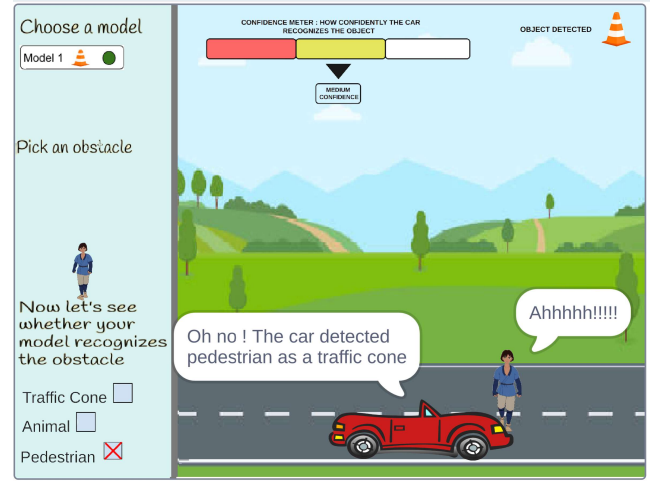 Choose a model
Model 1
Pick an obstacle
Now let's see
whether your
model recognizes
the obstacle
Traffic Cone
Animal
Pedestrian
CONFIDENCE METER : HOW CONFIDENTLY THE CAR
RECOGNIZES THE OBJECT
MEDIUM
CONFIDENCE
OBJECT DETECTED
Ahhhhh!!!!!
Oh no ! The car detected
pedestrian as a traffic cone